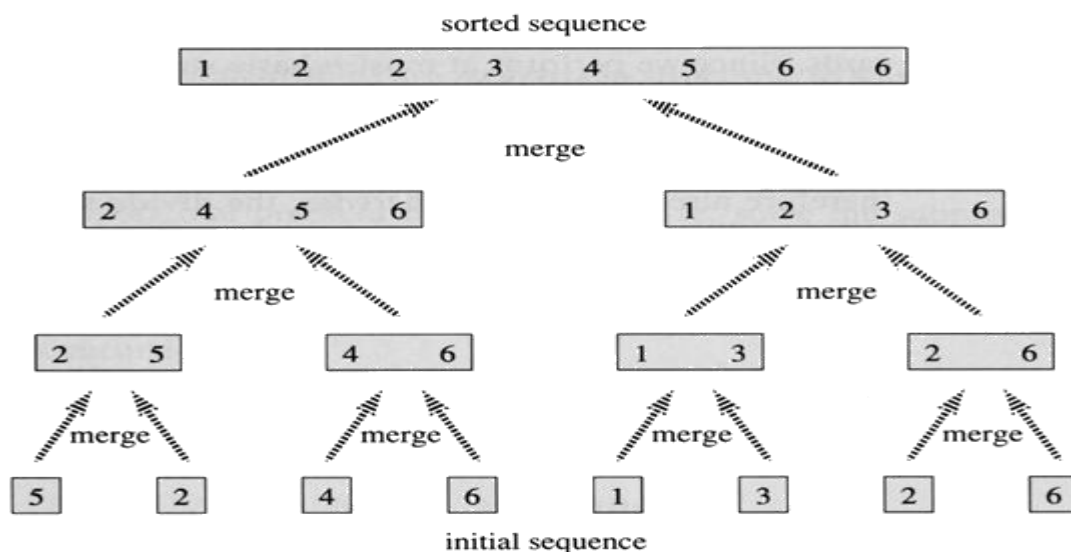 sorted sequence
1 2 2 3 4 5 6 6
merge
2 4 5 6 1 2 3 6
merge merge
2 5 4 6 1 3 2 6
merge merge merge merge
5 2 4 6 1 3 2 6
initial sequence